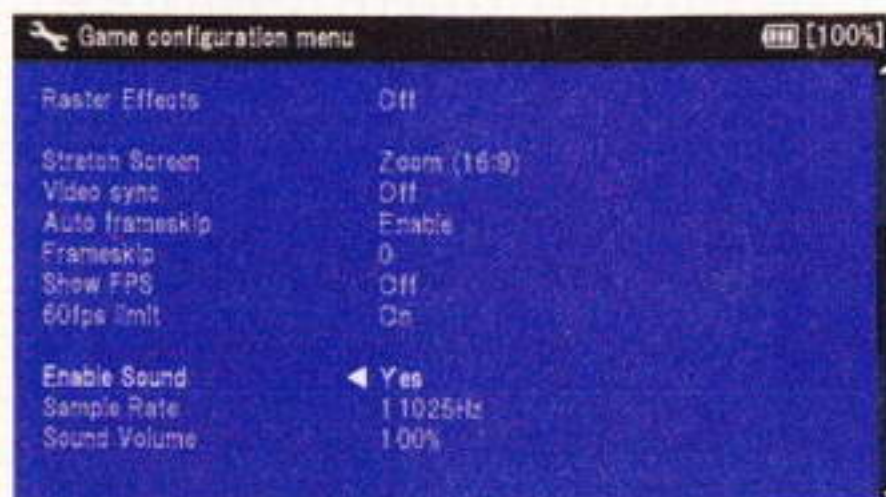 Game configuration menu [100%]
Raster Effects Off
Stretch Screen Zoom (16:9)
Video sync Off
Auto frameskip Enable
Frameskip 0
Show FPS Off
60fps limit On
Enable Sound Yes
Sample Rate 11025Hz
Sound Volume 100%